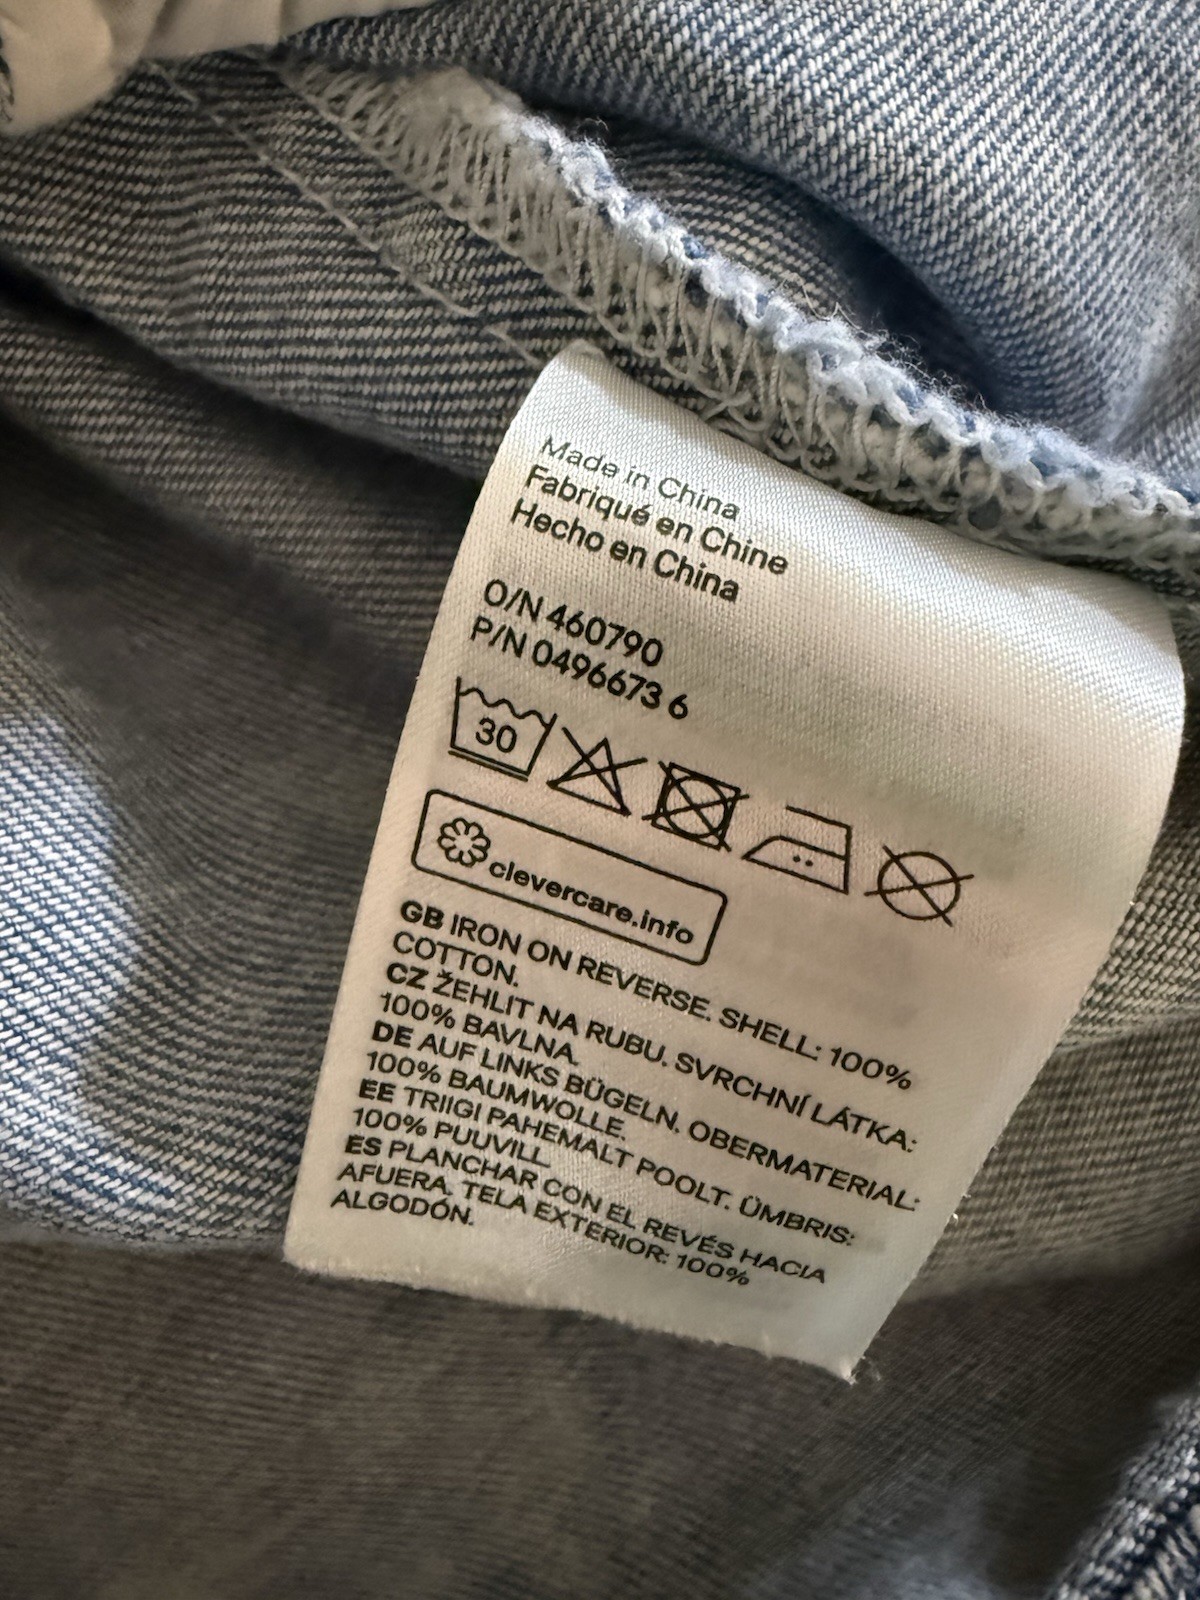 Made in China
Fabriqué en Chine
Hecho en China
O/N 460790
P/N 0496673 6
30
clevercare.info
GB IRON ON REVERSE. SHELL: 100%
COTTON.
CZ ŽEHLIT NA RUBU. SVRCHNÍ LÁTKA:
100% BAVLNA.
DE AUF LINKS BÜGELN. OBERMATERIAL:
100% BAUMWOLLE.
EE TRIIGI PAHEMALT POOLT. ÜMBRIS:
100% PUUVILL
ES PLANCHAR CON EL REVÉS HACIA
AFUERA. TELA EXTERIOR: 100%
ALGODÓN.